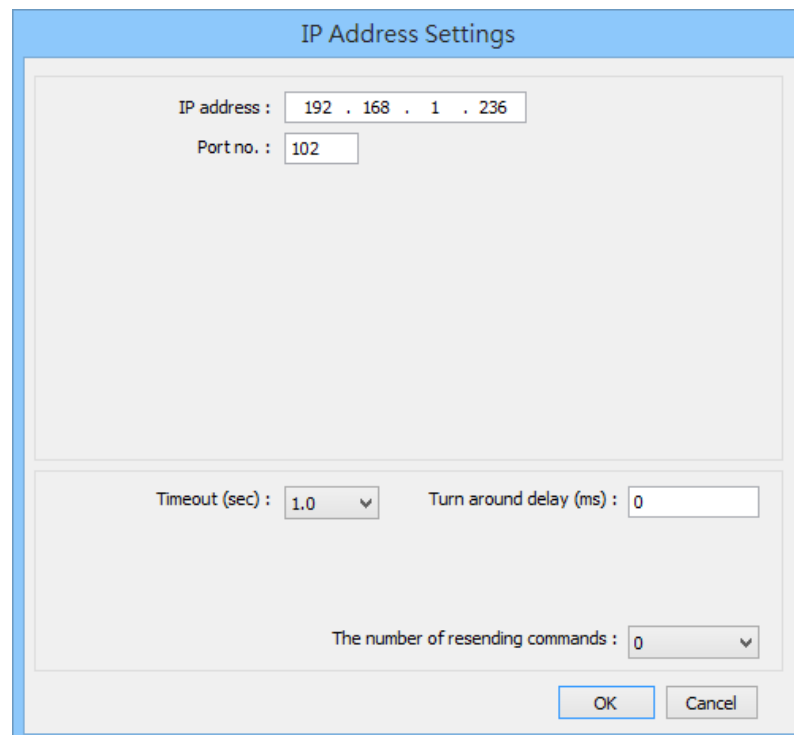 IP Address Settings
IP address : 192 . 168 . 1 . 236
Port no. : 102
Timeout (sec) : 1.0 Turn around delay (ms) : 0
The number of resending commands : 0
OK Cancel